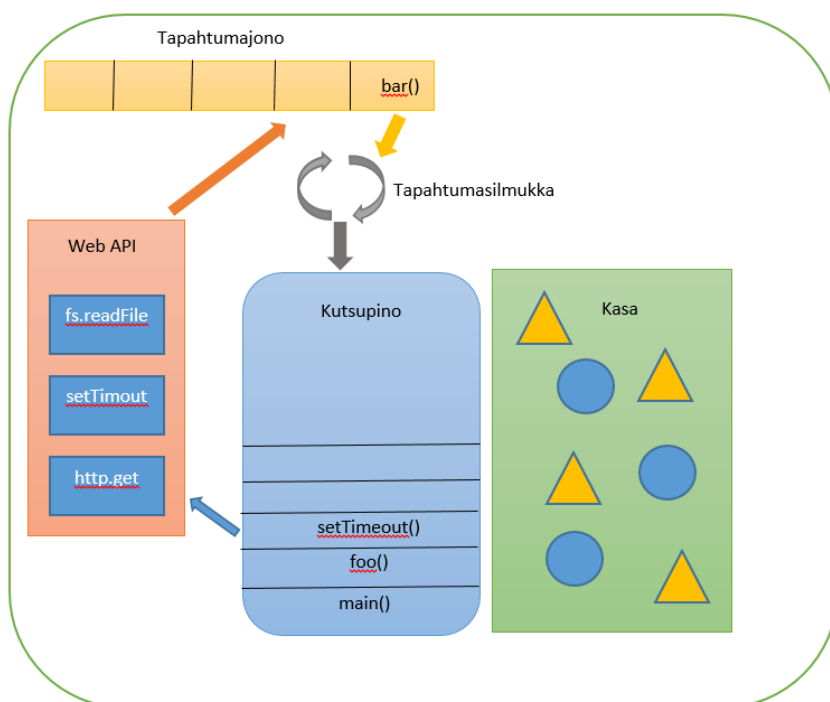 Tapahtumajono
bar()
Tapahtumasilmukka
Web API
fs.readFile
setTimout
http.get
Kutsupino
setTimeout()
foo()
main()
Kasa